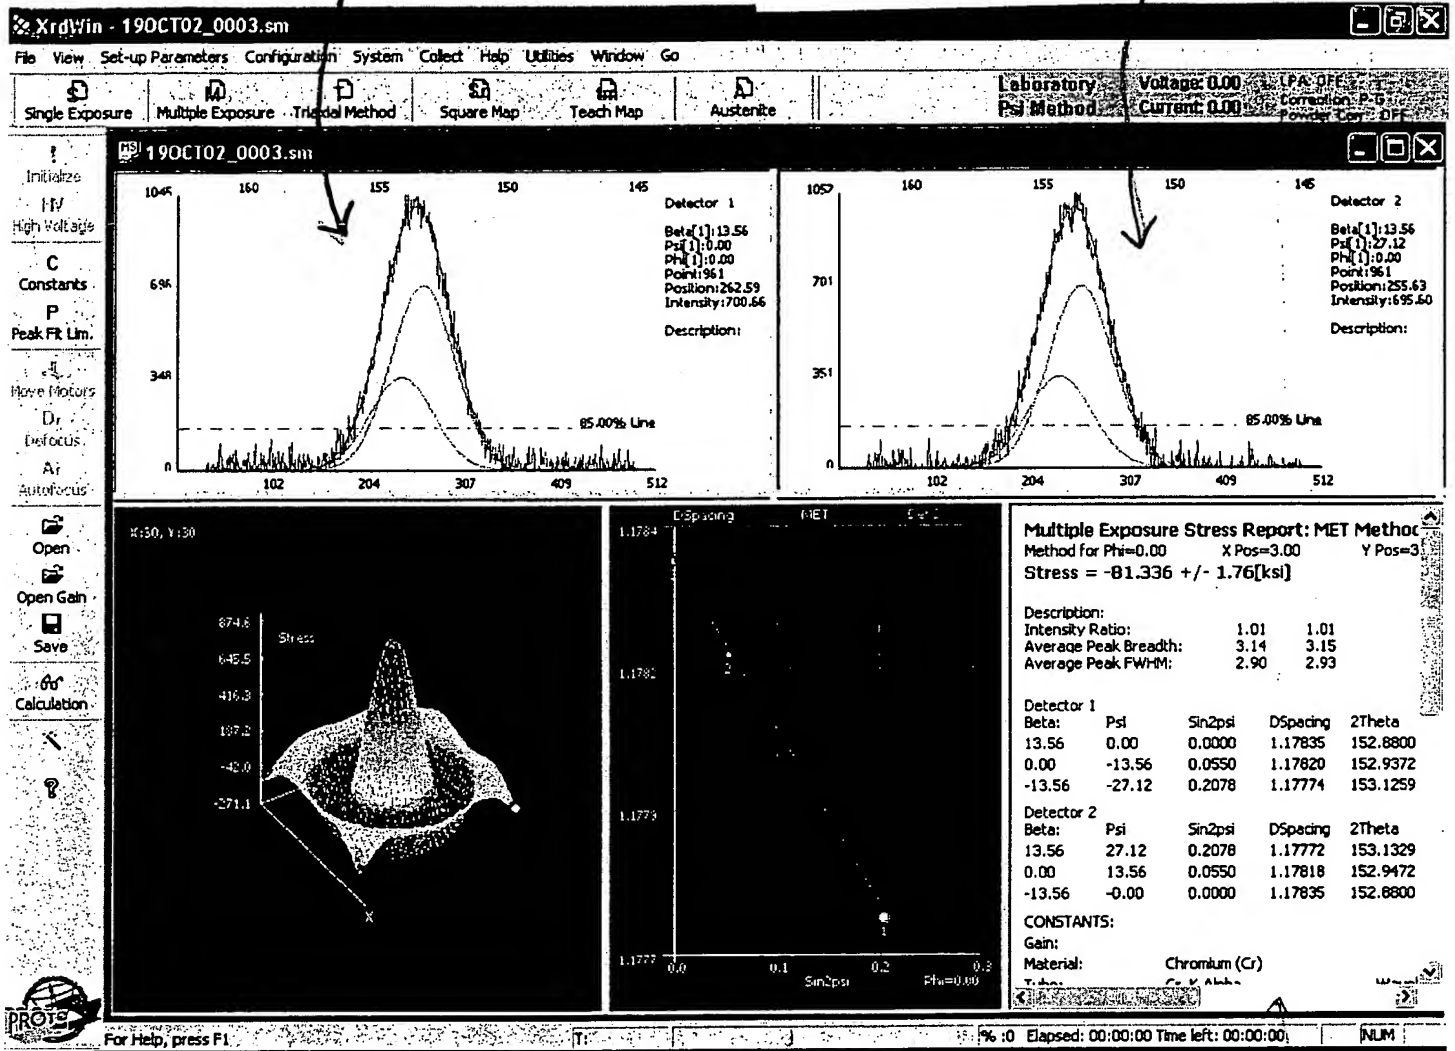 XrdWin - 19OCT02_0003.sm
File View Set-up Parameters Configuration System Collect Help Utilities Window Go
Single Exposure Multiple Exposure Triaxial Method Square Map Teach Map Austenite
Laboratory Voltage: 0.00 LPA: OFF
Psi Method Current: 0.00 Correction: P-G
Powder Corr: OFF
Initialize
HV
High Voltage
C
Constants
P
Peak Fit Lim.
Move Motors
Dr
Defocus
Ar
Autofocus
Open
Open Gain
Save
Calculation
19OCT02_0003.sm
160 155 150 145
1045
696
348
0
102 204 307 409 512
85.00% Line
Detector 1
Beta[1]:13.56
Psi[1]:0.00
Phi[1]:0.00
Point:961
Position:262.59
Intensity:700.66
Description:
160 155 150 145
1052
701
351
0
102 204 307 409 512
85.00% Line
Detector 2
Beta[1]:13.56
Psi[1]:27.12
Phi[1]:0.00
Point:961
Position:255.63
Intensity:695.60
Description:
X:30, Y:30
874.6
645.5
416.3
187.2
-42.0
-271.1
Stress
X
DSpacing MET
1.1784
1.1782
1.1779
1.1777
0.0 0.1 0.2 0.3
Sin2psi Phi=0.00
2
1
Multiple Exposure Stress Report: MET Method
Method for Phi=0.00 X Pos=3.00 Y Pos=3
Stress = -81.336 +/- 1.76[ksi]
Description:
Intensity Ratio: 1.01 1.01
Average Peak Breadth: 3.14 3.15
Average Peak FWHM: 2.90 2.93
Detector 1
Beta: Psi Sin2psi DSpacing 2Theta
13.56 0.00 0.0000 1.17835 152.8800
0.00 -13.56 0.0550 1.17820 152.9372
-13.56 -27.12 0.2078 1.17774 153.1259
Detector 2
Beta: Psi Sin2psi DSpacing 2Theta
13.56 27.12 0.2078 1.17772 153.1329
0.00 13.56 0.0550 1.17818 152.9472
-13.56 -0.00 0.0000 1.17835 152.8800
CONSTANTS:
Gain:
Material: Chromium (Cr)
PROTO
For Help, press F1 T: % :0 Elapsed: 00:00:00 Time left: 00:00:00 NUM